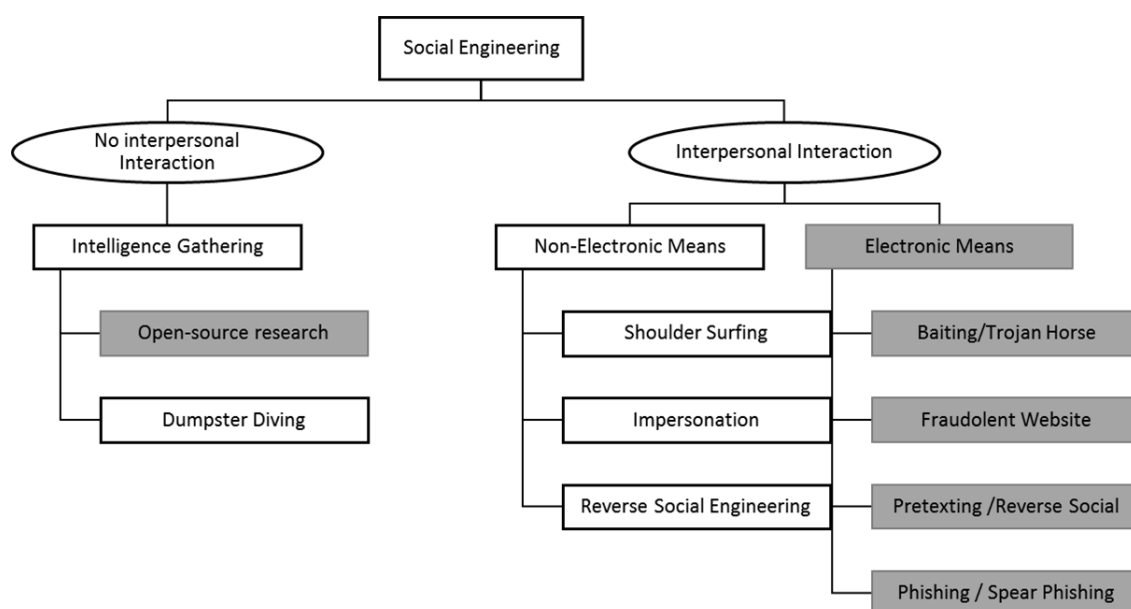 Social Engineering
No interpersonal
Interaction
Interpersonal Interaction
Intelligence Gathering
Non-Electronic Means
Electronic Means
Open-source research
Shoulder Surfing
Baiting/Trojan Horse
Dumpster Diving
Impersonation
Fraudolent Website
Reverse Social Engineering
Pretexting /Reverse Social
Phishing / Spear Phishing